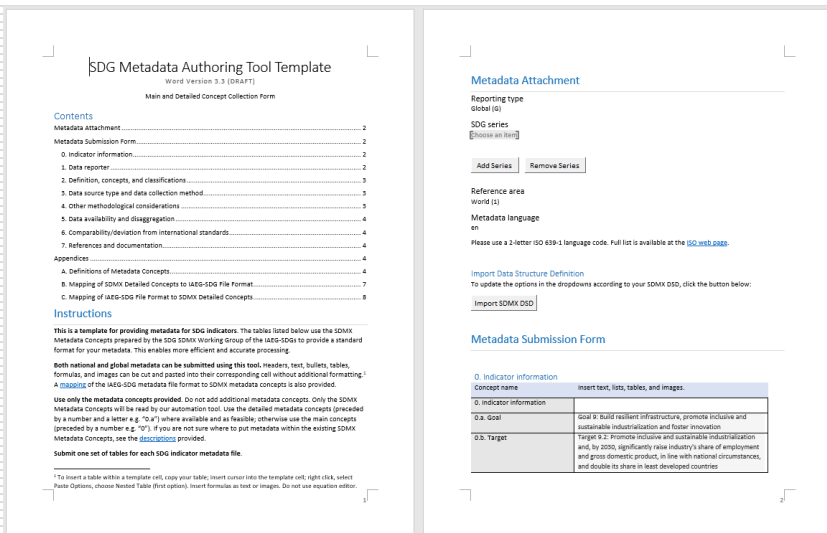 SDG Metadata Authoring Tool Template
Word Version 3.3 (DRAFT)
Main and Detailed Concept Collection Form
Contents
Metadata Attachment 2
Metadata Submission Form 2
0. Indicator information 2
1. Data reporter 2
2. Definition, concepts, and classifications 3
3. Data source type and data collection method 3
4. Other methodological considerations 3
5. Data availability and disaggregation 4
6. Comparability/deviation from international standards 4
7. References and documentation 4
Appendices 4
A. Definitions of Metadata Concepts 4
B. Mapping of SDMX Detailed Concepts to IAEG-SDG File Format 7
C. Mapping of IAEG-SDG File Format to SDMX Detailed Concepts 8
Instructions
This is a template for providing metadata for SDG indicators. The tables listed below use the SDMX
Metadata Concepts prepared by the SDG SDMX Working Group of the IAEG-SDGs to provide a standard
format for your metadata. This enables more efficient and accurate processing.
Both national and global metadata can be submitted using this tool. Headers, text, bullets, tables,
formulas, and images can be cut and pasted into their corresponding cell without additional formatting.1
A mapping of the IAEG-SDG metadata file format to SDMX metadata concepts is also provided.
Use only the metadata concepts provided. Do not add additional metadata concepts. Only the SDMX
Metadata Concepts will be read by our automation tool. Use the detailed metadata concepts (preceded
by a number and a letter e.g. "0.a") where available and as feasible; otherwise use the main concepts
(preceded by a number e.g. "0"). If you are not sure where to put metadata within the existing SDMX
Metadata Concepts, see the descriptions provided.
Submit one set of tables for each SDG indicator metadata file.
1 To insert a table within a template cell, copy your table; insert cursor into the template cell; right click, select
Paste Options, choose Nested Table (first option). Insert formulas as text or images. Do not use equation editor.
1
Metadata Attachment
Reporting type
Global (G)
SDG series
Choose an item
Add Series Remove Series
Reference area
World (1)
Metadata language
en
Please use a 2-letter ISO 639-1 language code. Full list is available at the ISO web page.
Import Data Structure Definition
To update the options in the dropdowns according to your SDMX DSD, click the button below:
Import SDMX DSD
Metadata Submission Form
0. Indicator information
Concept name Insert text, lists, tables, and images.
0. Indicator information
0.a. Goal Goal 9: Build resilient infrastructure, promote inclusive and
sustainable industrialization and foster innovation
0.b. Target Target 9.2: Promote inclusive and sustainable industrialization
and, by 2030, significantly raise industry's share of employment
and gross domestic product, in line with national circumstances,
and double its share in least developed countries
2